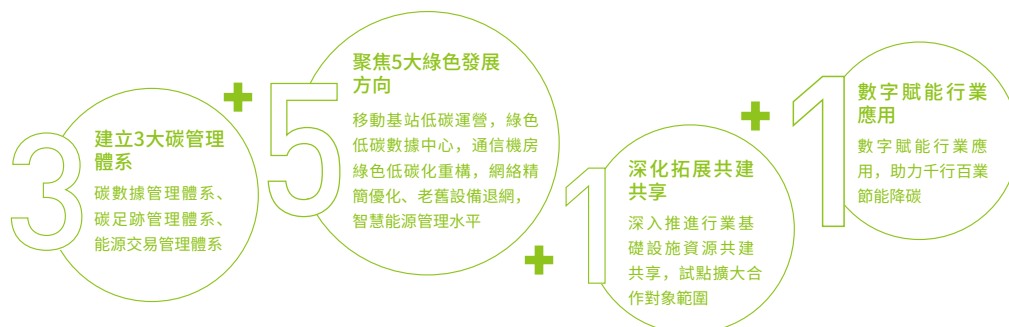 3
建立3大碳管理
體系
碳數據管理體系、
碳足跡管理體系、
能源交易管理體系
+
5
聚焦5大綠色發展
方向
移動基站低碳運營，綠色
低碳數據中心，通信機房
綠色低碳化重構，網絡精
簡優化、老舊設備退網，
智慧能源管理水平
+
1
深化拓展共建
共享
深入推進行業基
礎設施資源共建
共享，試點擴大合
作對象範圍
+
1
數字賦能行業
應用
數字賦能行業應
用，助力千行百業
節能降碳